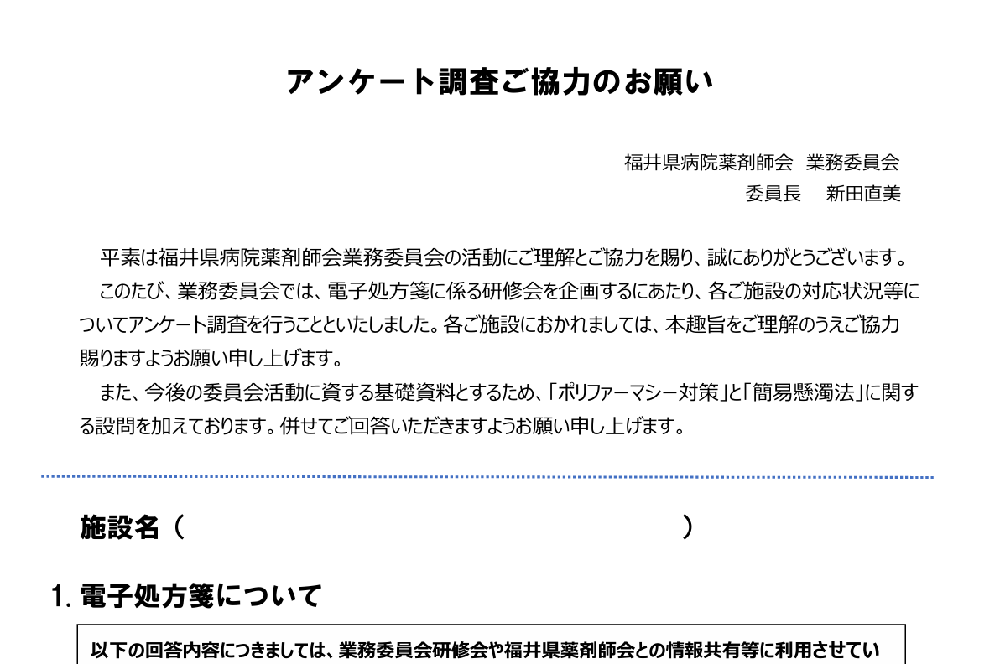 アンケート調査ご協力のお願い
福井県病院薬剤師会　業務委員会
委員長　新田直美
平素は福井県病院薬剤師会業務委員会の活動にご理解とご協力を賜り、誠にありがとうございます。
このたび、業務委員会では、電子処方箋に係る研修会を企画するにあたり、各ご施設の対応状況等に
ついてアンケート調査を行うことといたしました。各ご施設におかれましては、本趣旨をご理解のうえご協力
賜りますようお願い申し上げます。
また、今後の委員会活動に資する基礎資料とするため、「ポリファーマシー対策」と「簡易懸濁法」に関す
る設問を加えております。併せてご回答いただきますようお願い申し上げます。
施設名（　　　　　　　　　　）
1. 電子処方箋について
以下の回答内容につきましては、業務委員会研修会や福井県薬剤師会との情報共有等に利用させてい